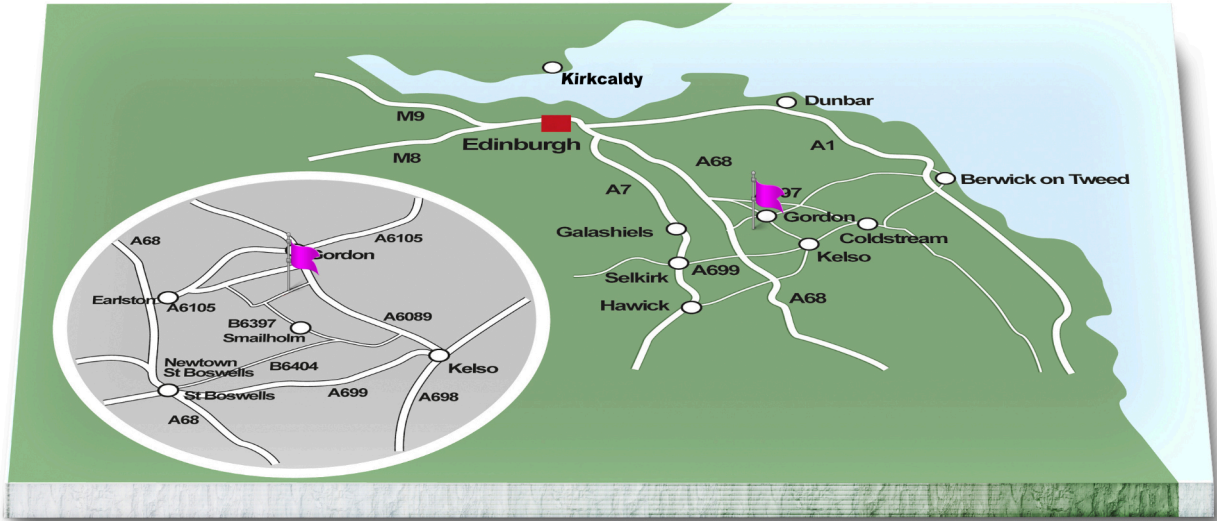 Kirkcaldy
Dunbar
M9
Edinburgh
A1
M8
A68
A7
Berwick on Tweed
97
Gordon
Galashiels
Coldstream
Kelso
Selkirk
A699
Hawick
A68
A68
A6105
Gordon
Earlston
A6105
B6397
Smailholm
A6089
Newtown
St Boswells
B6404
Kelso
St Boswells
A699
A698
A68